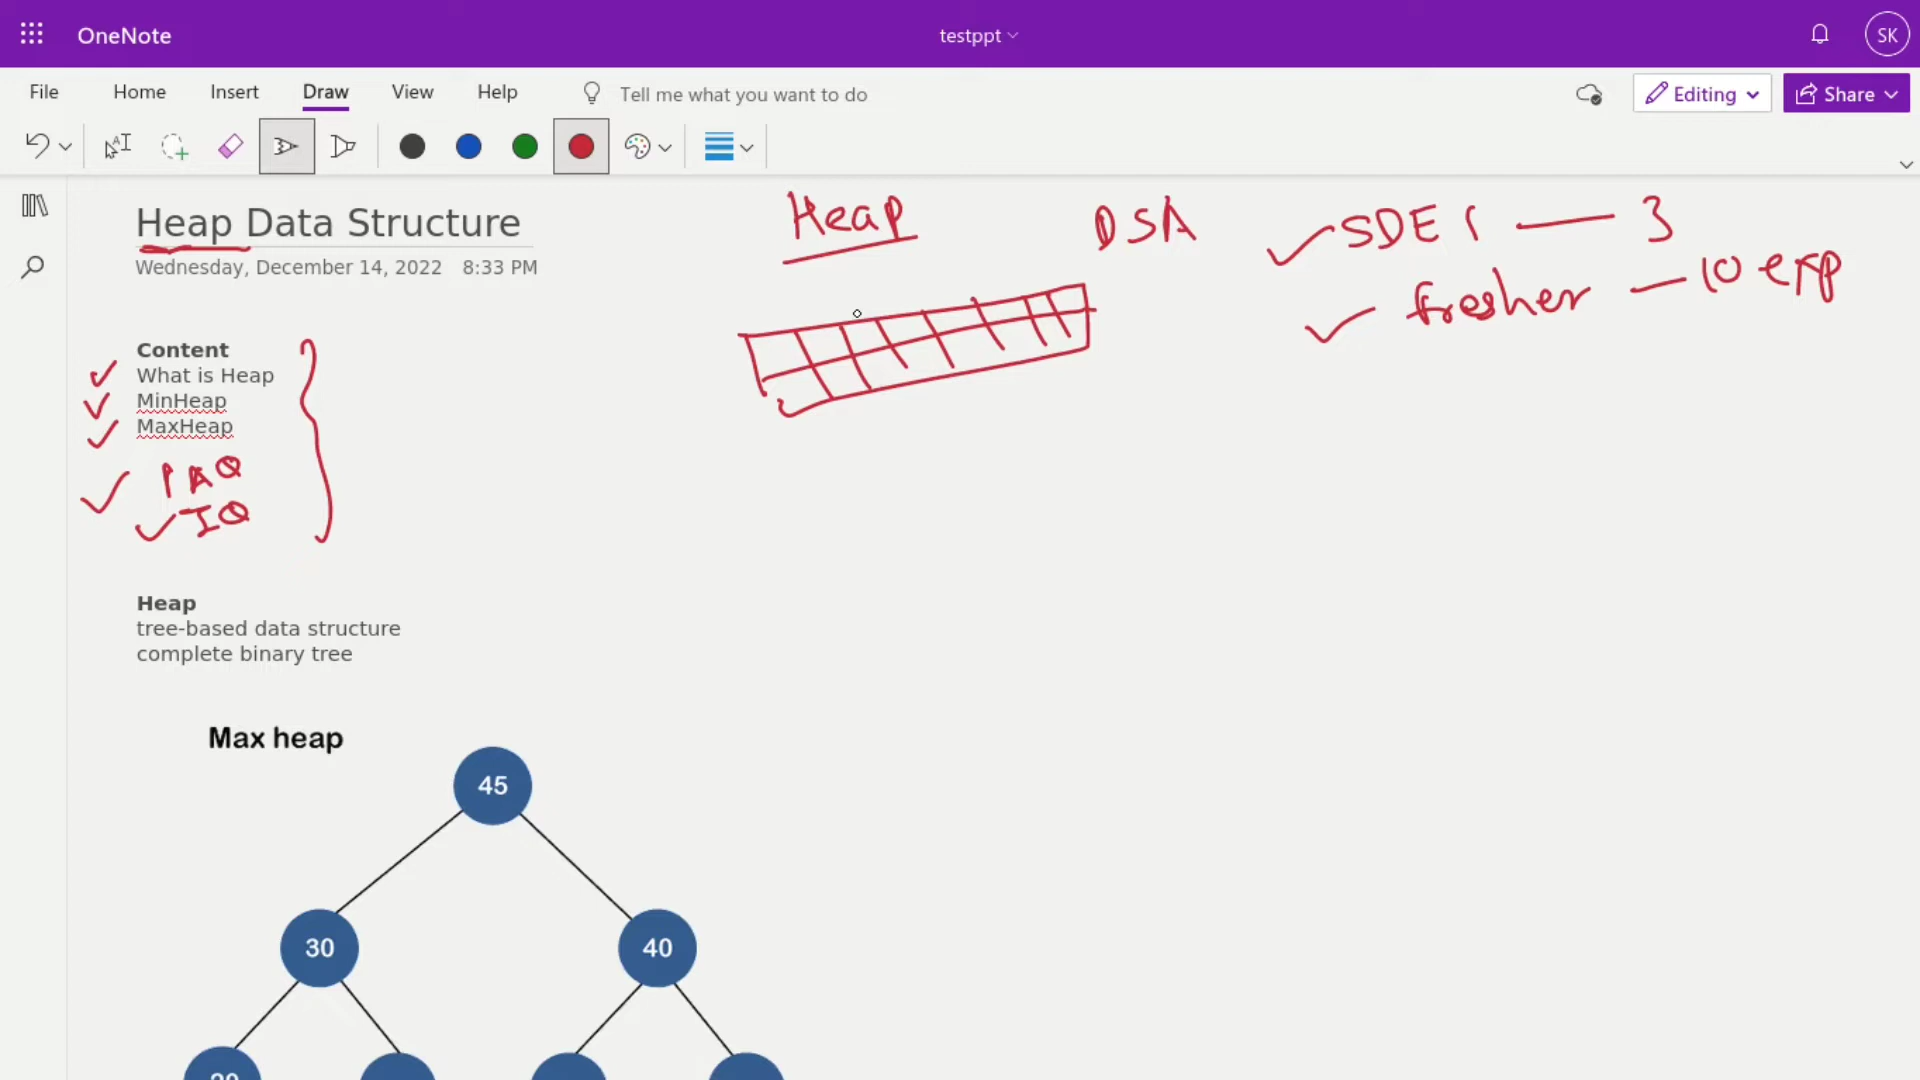 OneNote
testppt
SK
File Home Insert Draw View Help Tell me what you want to do
Editing
Share
Heap Data Structure
Wednesday, December 14, 2022 8:33 PM
Heap
DSA
SDE 1 — 3
fresher — 10 exp
Content
What is Heap
MinHeap
MaxHeap
PAQ
IQ
Heap
tree-based data structure
complete binary tree
Max heap
45
30 40